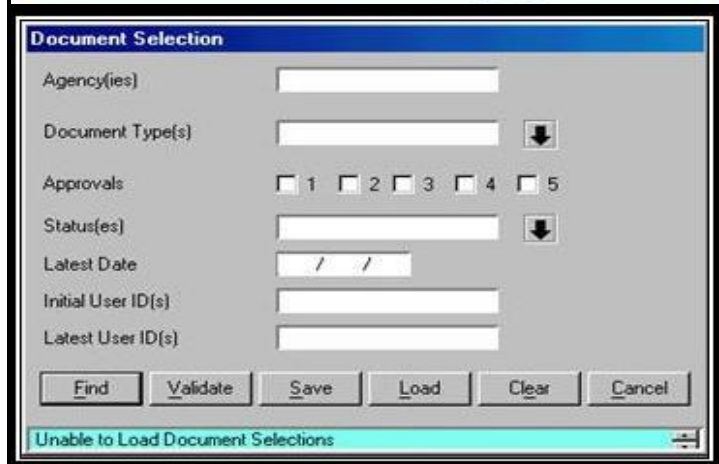 Document Selection
Agency(ies)
Document Type(s)
Approvals 1 2 3 4 5
Status(es)
Latest Date / /
Initial User ID(s)
Latest User ID(s)
Find Validate Save Load Clear Cancel
Unable to Load Document Selections